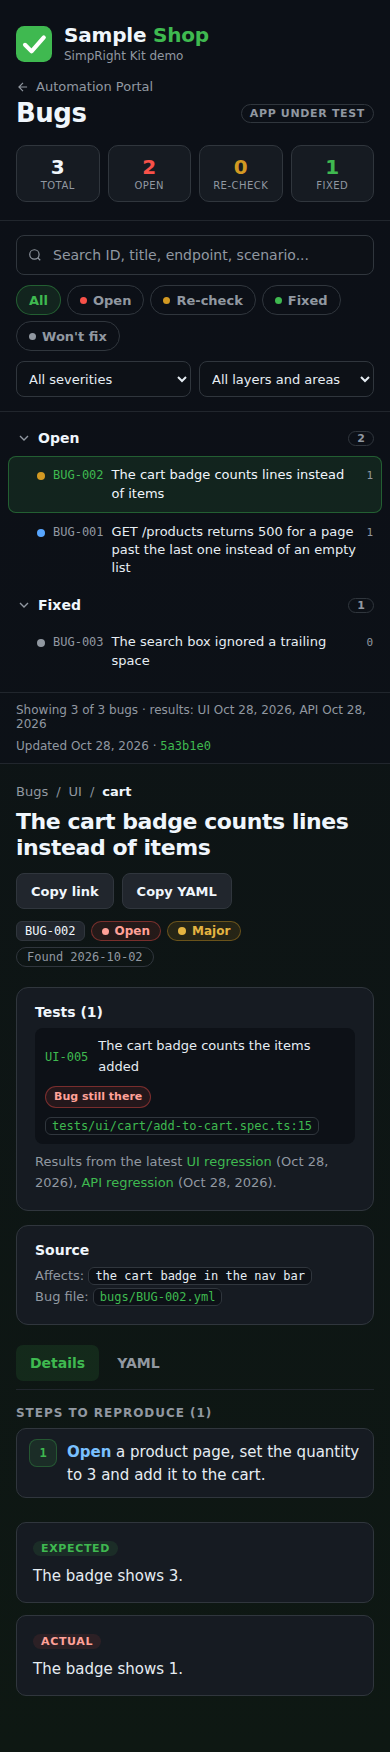 Sample Shop
SimpRight Kit demo
← Automation Portal
Bugs
APP UNDER TEST
3
TOTAL
2
OPEN
0
RE-CHECK
1
FIXED
Search ID, title, endpoint, scenario...
All
Open
Re-check
Fixed
Won't fix
All severities
All layers and areas
Open
2
BUG-002 The cart badge counts lines instead 1
of items
BUG-001 GET /products returns 500 for a page 1
past the last one instead of an empty
list
Fixed
1
BUG-003 The search box ignored a trailing 0
space
Showing 3 of 3 bugs · results: UI Oct 28, 2026, API Oct 28,
2026
Updated Oct 28, 2026 · 5a3b1e0
Bugs / UI / cart
The cart badge counts lines
instead of items
Copy link
Copy YAML
BUG-002
Open
Major
Found 2026-10-02
Tests (1)
UI-005 The cart badge counts the items
added
Bug still there
tests/ui/cart/add-to-cart.spec.ts:15
Results from the latest UI regression (Oct 28,
2026), API regression (Oct 28, 2026).
Source
Affects: the cart badge in the nav bar
Bug file: bugs/BUG-002.yml
Details
YAML
STEPS TO REPRODUCE (1)
1 Open a product page, set the quantity
to 3 and add it to the cart.
EXPECTED
The badge shows 3.
ACTUAL
The badge shows 1.